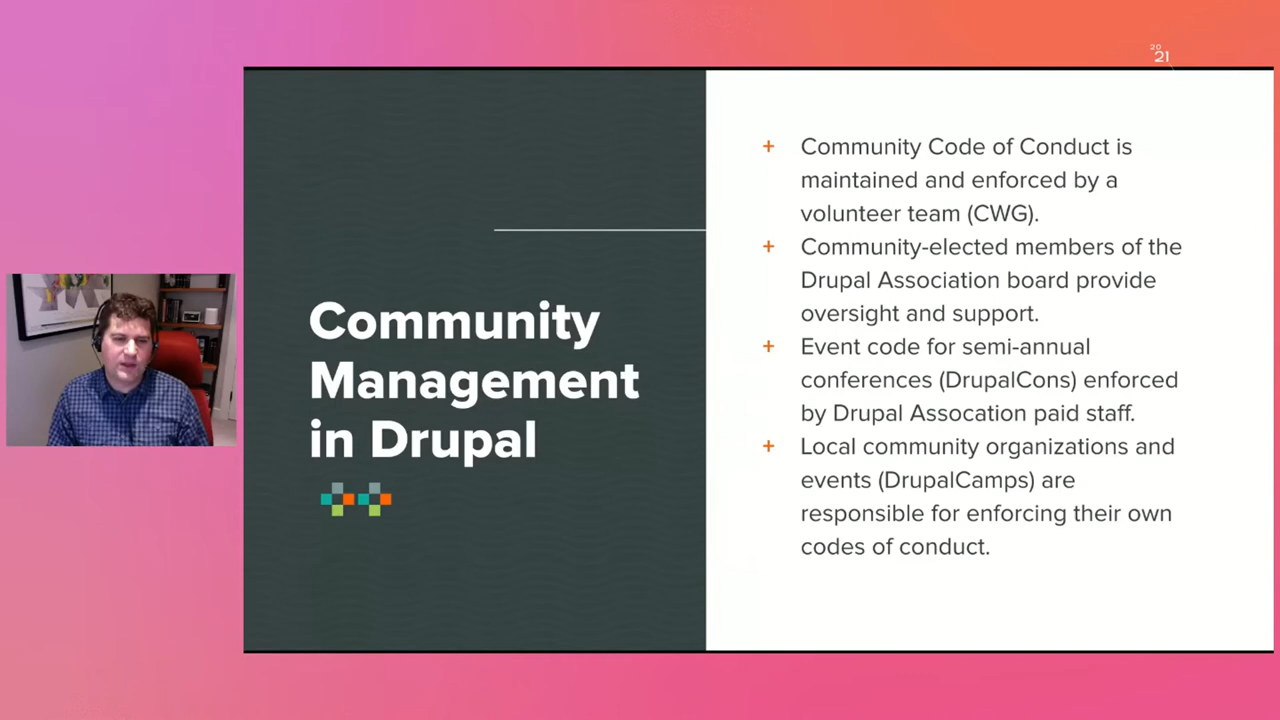 20
21
Community
Management
in Drupal
+ Community Code of Conduct is
maintained and enforced by a
volunteer team (CWG).
+ Community-elected members of the
Drupal Association board provide
oversight and support.
+ Event code for semi-annual
conferences (DrupalCons) enforced
by Drupal Assocation paid staff.
+ Local community organizations and
events (DrupalCamps) are
responsible for enforcing their own
codes of conduct.